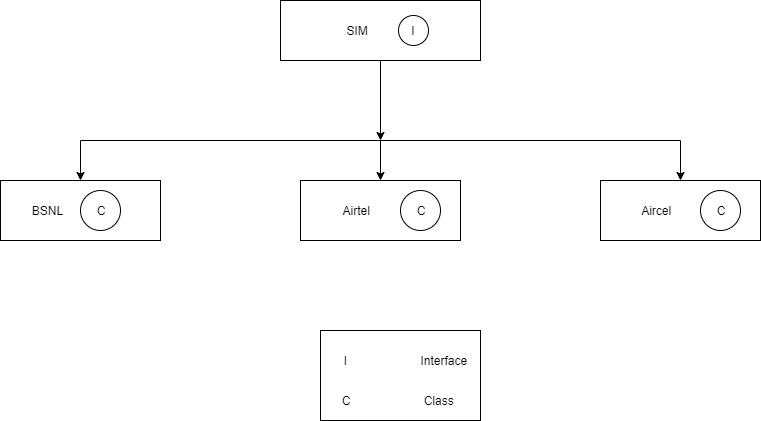 SIM I
BSNL C
Airtel C
Aircel C
I Interface
C Class